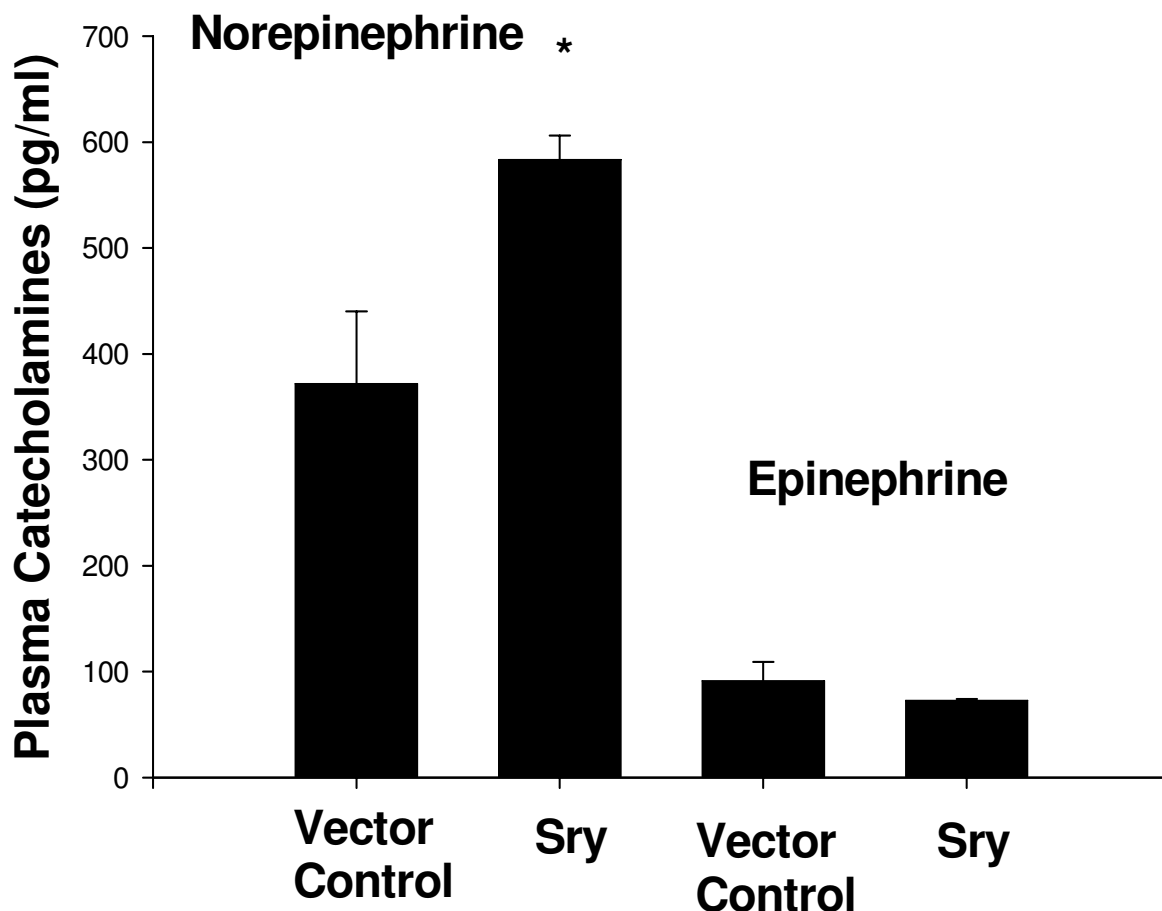 Plasma Catecholamines (pg/ml)
700
600
500
400
300
200
100
0
Norepinephrine
*
Epinephrine
Vector
Control
Sry
Vector
Control
Sry